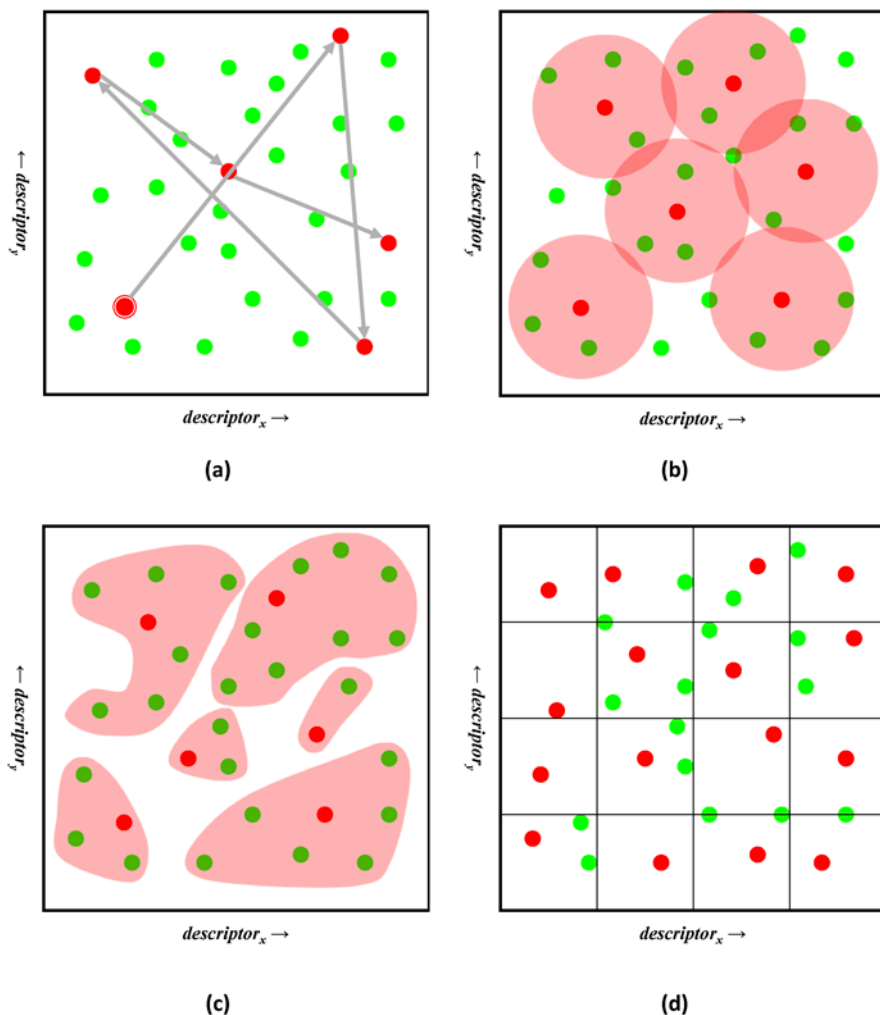 ← descriptor_y
← descriptor_y
descriptor_x →
descriptor_x →
(a)
(b)
← descriptor_y
← descriptor_y
descriptor_x →
descriptor_x →
(c)
(d)